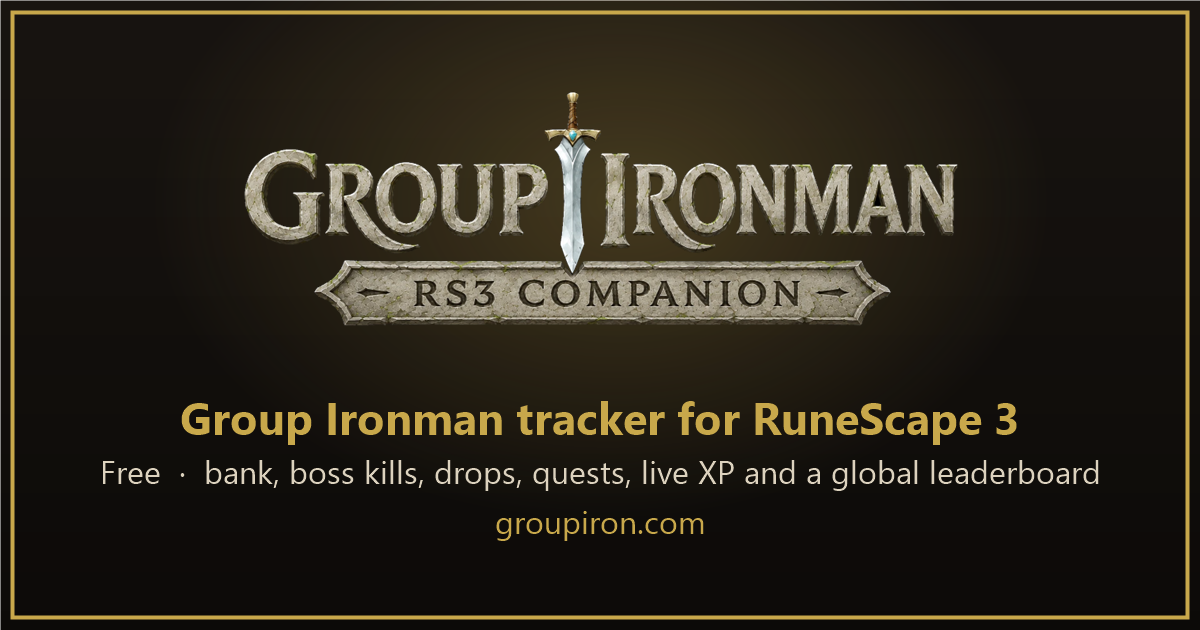 GROUP IRONMAN
RS3 COMPANION
Group Ironman tracker for RuneScape 3
Free · bank, boss kills, drops, quests, live XP and a global leaderboard
groupiron.com